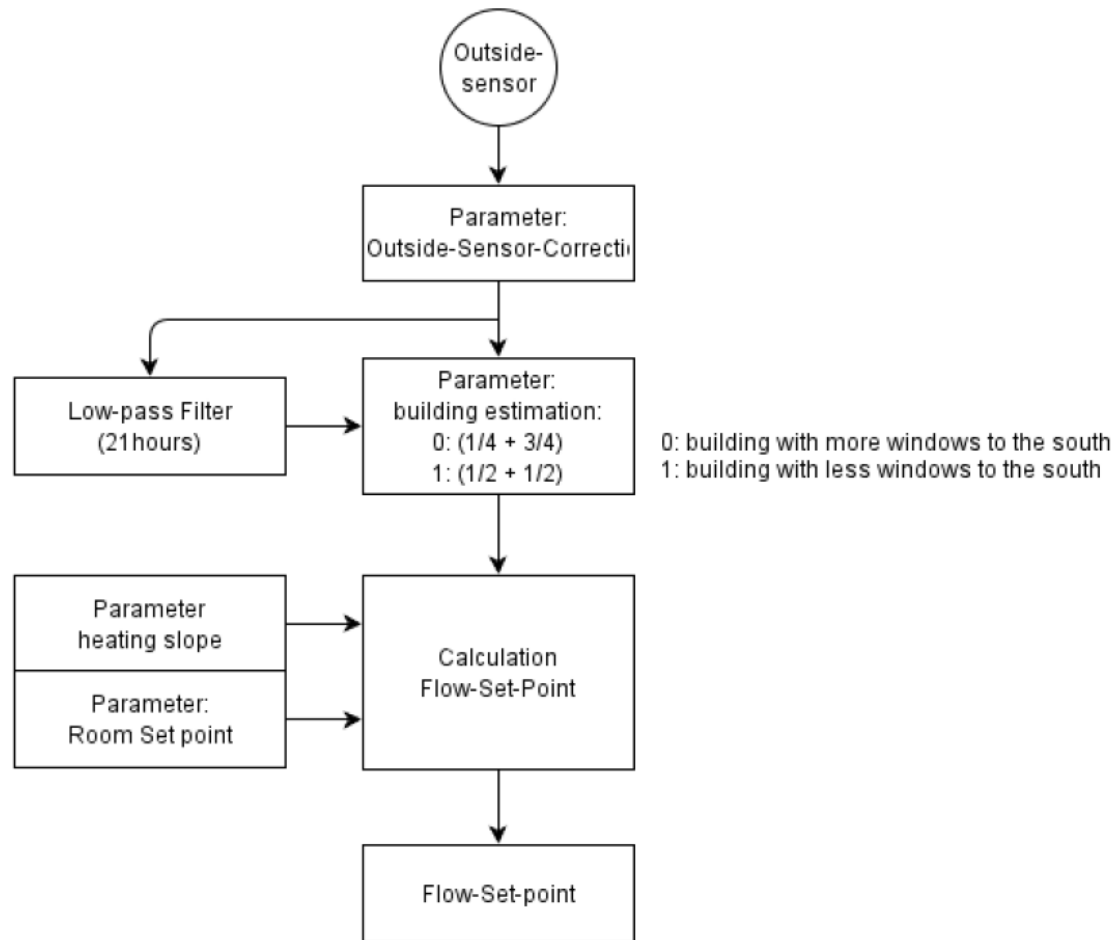 Outside-
sensor
Parameter:
Outside-Sensor-Correcti
Low-pass Filter
(21hours)
Parameter:
building estimation:
0: (1/4 + 3/4)
1: (1/2 + 1/2)
0: building with more windows to the south
1: building with less windows to the south
Parameter
heating slope
Parameter:
Room Set point
Calculation
Flow-Set-Point
Flow-Set-point